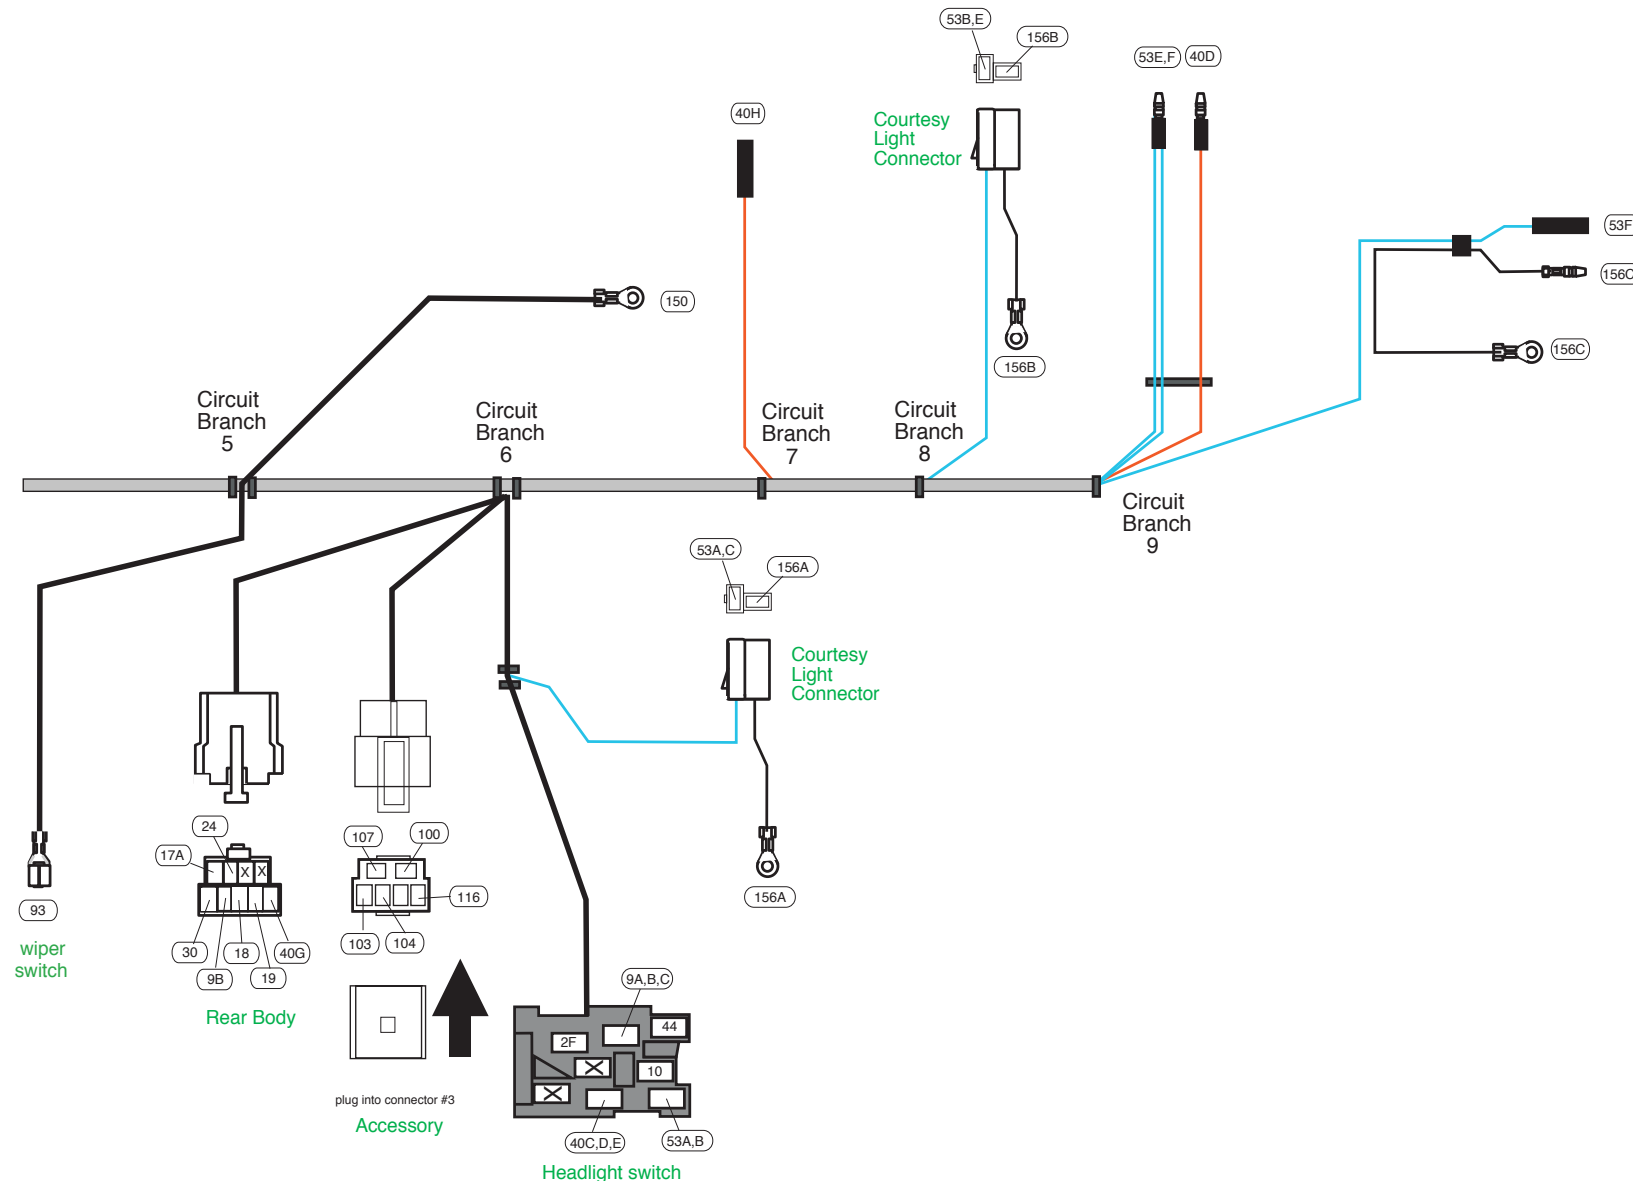 53B,E
156B
53E,F
40D
40H
Courtesy
Light
Connector
53F
156C
156C
150
156B
Circuit
Branch
5
Circuit
Branch
6
Circuit
Branch
7
Circuit
Branch
8
Circuit
Branch
9
53A,C
156A
Courtesy
Light
Connector
156A
24
17A
X
X
30
9B
18
19
40G
Rear Body
107
100
116
103
104
93
wiper
switch
plug into connector #3
Accessory
9A,B,C
44
2F
X
10
X
40C,D,E
53A,B
Headlight switch